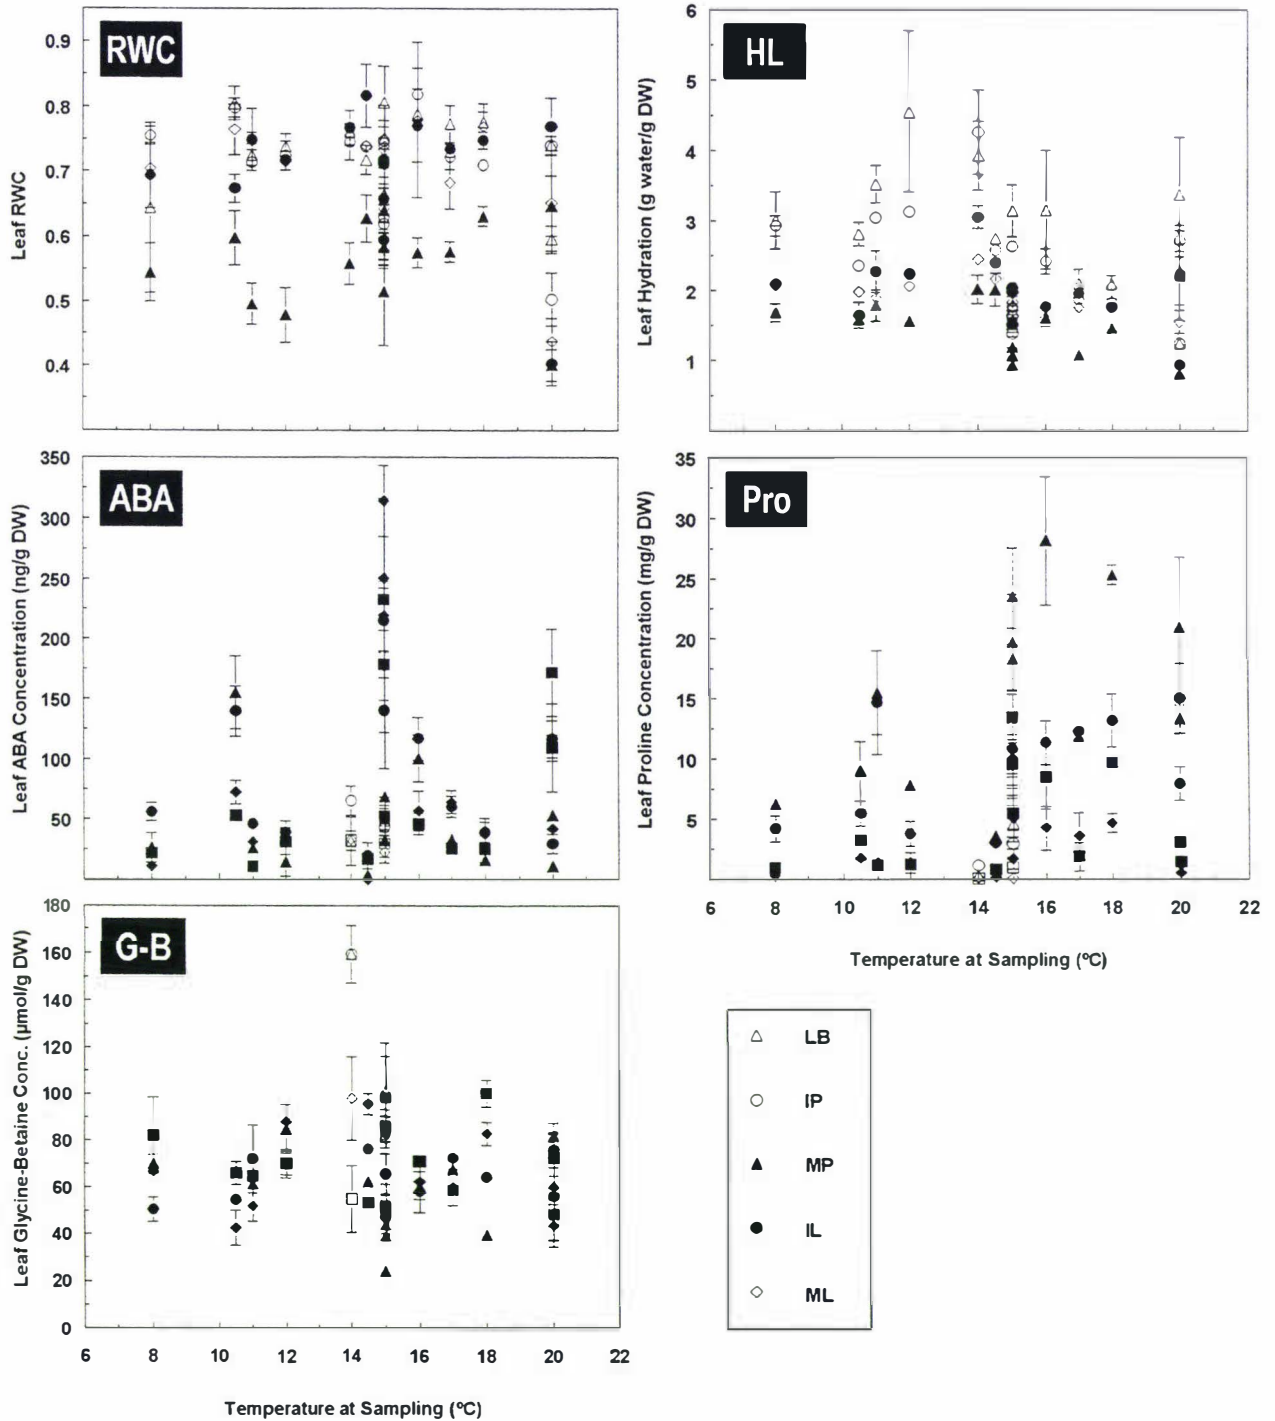 RWC
Leaf RWC
0.9
0.8
0.7
0.6
0.5
0.4
HL
Leaf Hydration (g water/g DW)
6
5
4
3
2
1
ABA
Leaf ABA Concentration (ng/g DW)
350
300
250
200
150
100
50
Pro
Leaf Proline Concentration (mg/g DW)
35
30
25
20
15
10
5
6 8 10 12 14 16 18 20 22
Temperature at Sampling (ºC)
G-B
Leaf Glycine-Betaine Conc. (µmol/g DW)
180
160
140
120
100
80
60
40
20
0
6 8 10 12 14 16 18 20 22
Temperature at Sampling (ºC)
LB
IP
MP
IL
ML